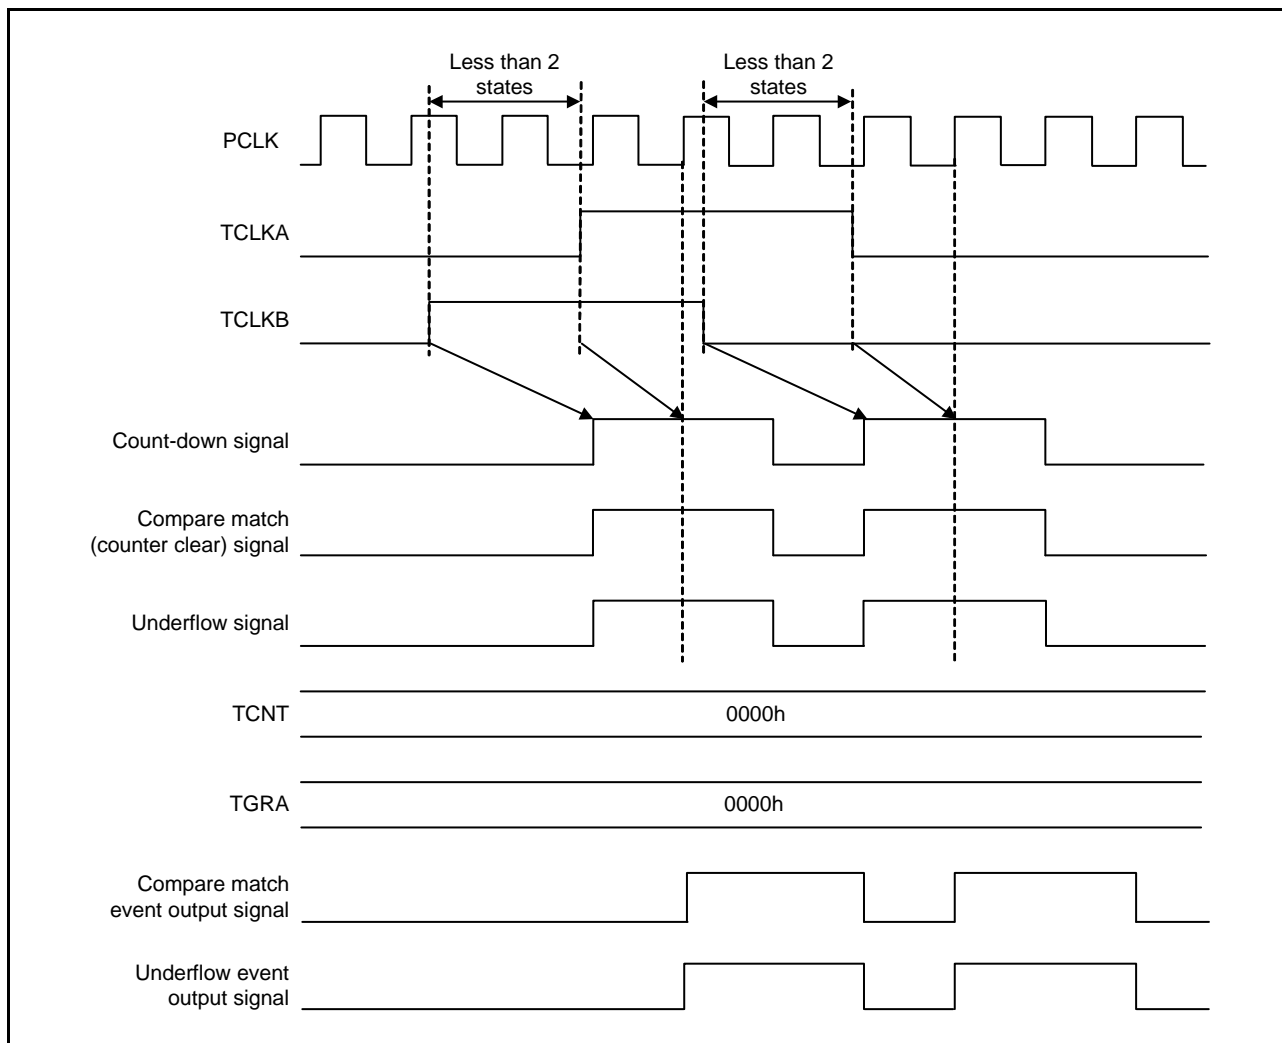 Less than 2
states
Less than 2
states
PCLK
TCLKA
TCLKB
Count-down signal
Compare match
(counter clear) signal
Underflow signal
TCNT
0000h
TGRA
0000h
Compare match
event output signal
Underflow event
output signal